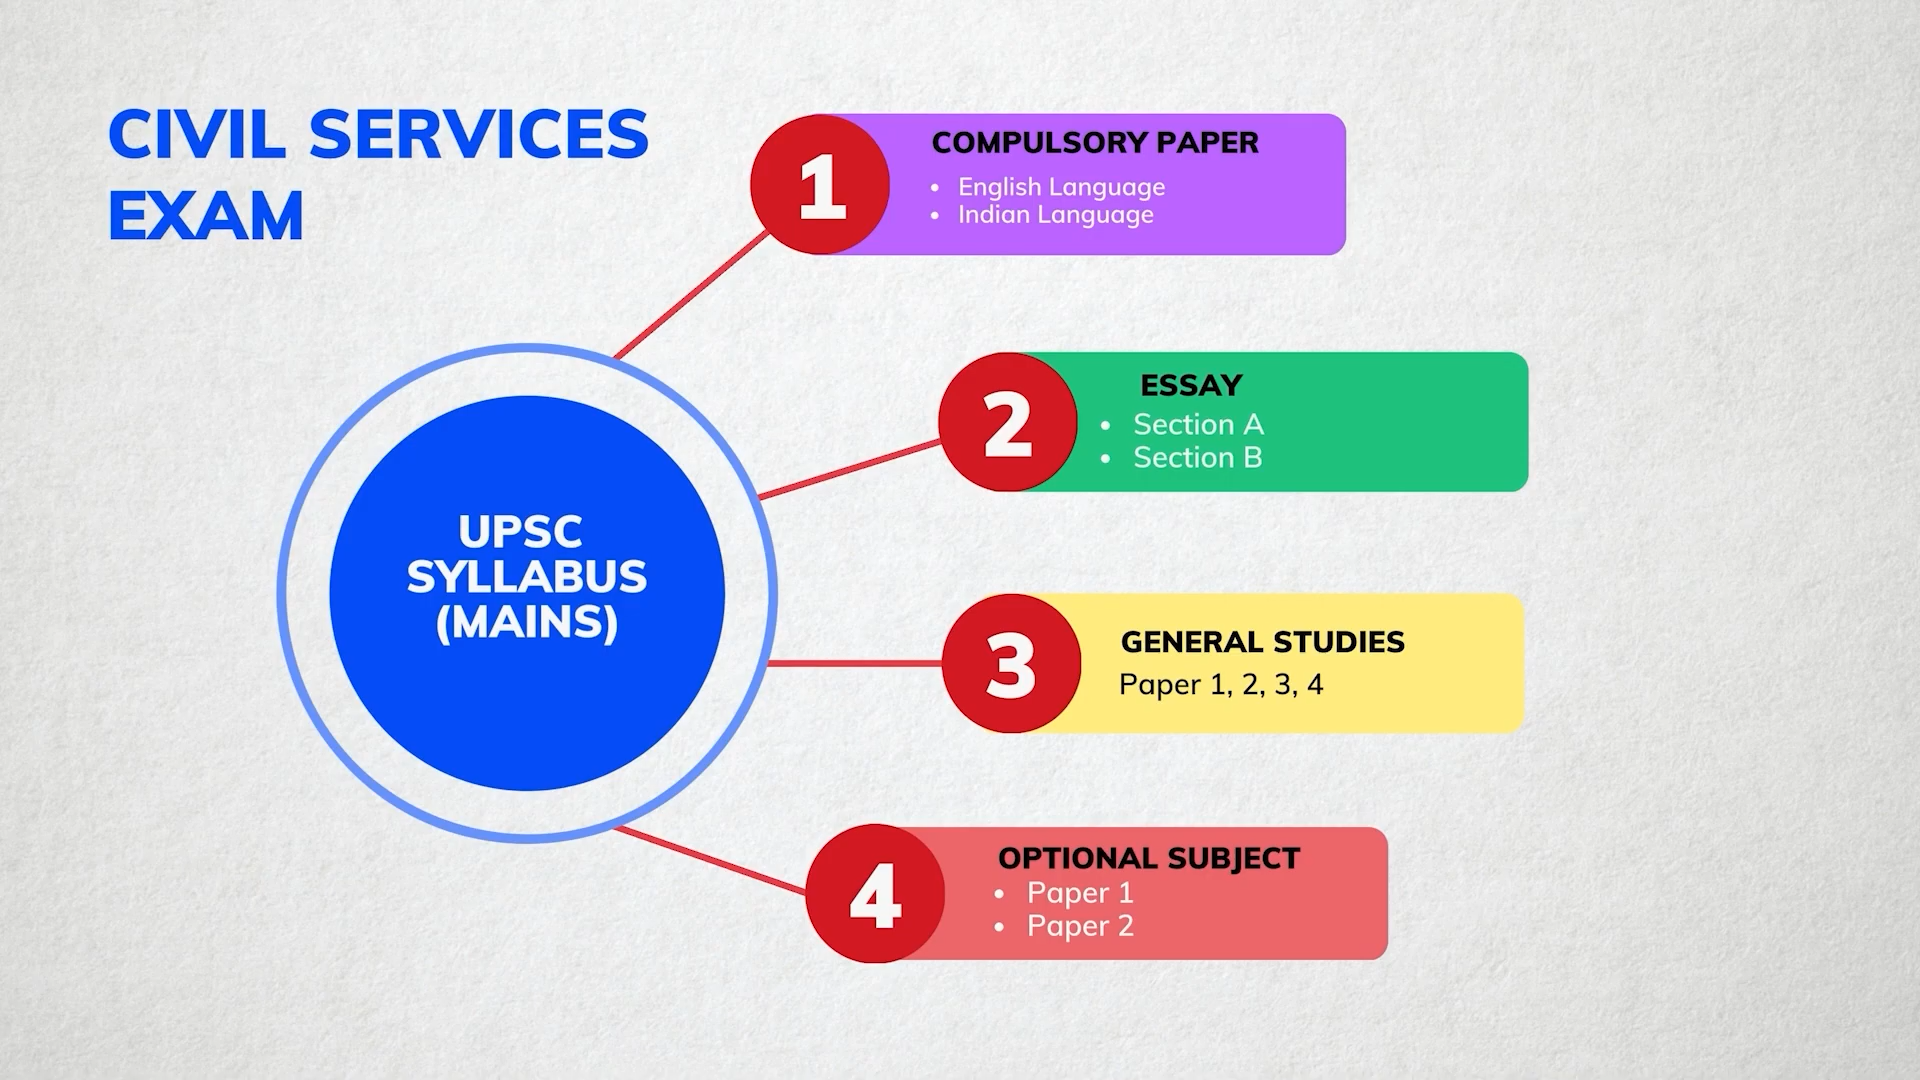 CIVIL SERVICES
EXAM
UPSC
SYLLABUS
(MAINS)
1
COMPULSORY PAPER
• English Language
• Indian Language
2
ESSAY
• Section A
• Section B
3
GENERAL STUDIES
Paper 1, 2, 3, 4
4
OPTIONAL SUBJECT
• Paper 1
• Paper 2